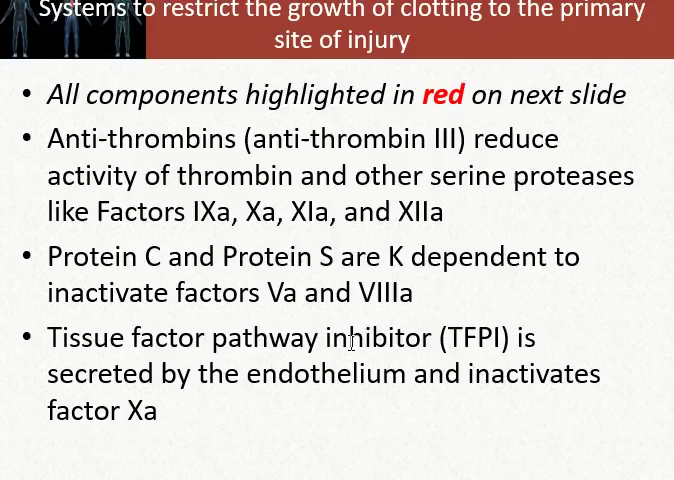 Systems to restrict the growth of clotting to the primary
site of injury
• All components highlighted in red on next slide
• Anti-thrombins (anti-thrombin III) reduce
activity of thrombin and other serine proteases
like Factors IXa, Xa, XIa, and XIIa
• Protein C and Protein S are K dependent to
inactivate factors Va and VIIIa
• Tissue factor pathway inhibitor (TFPI) is
secreted by the endothelium and inactivates
factor Xa